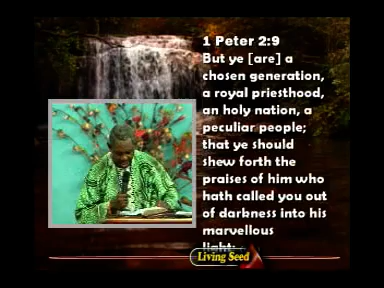 1 Peter 2:9
But ye [are] a
chosen generation,
a royal priesthood,
an holy nation, a
peculiar people;
that ye should
shew forth the
praises of him who
hath called you out
of darkness into his
marvellous
light:
Living Seed